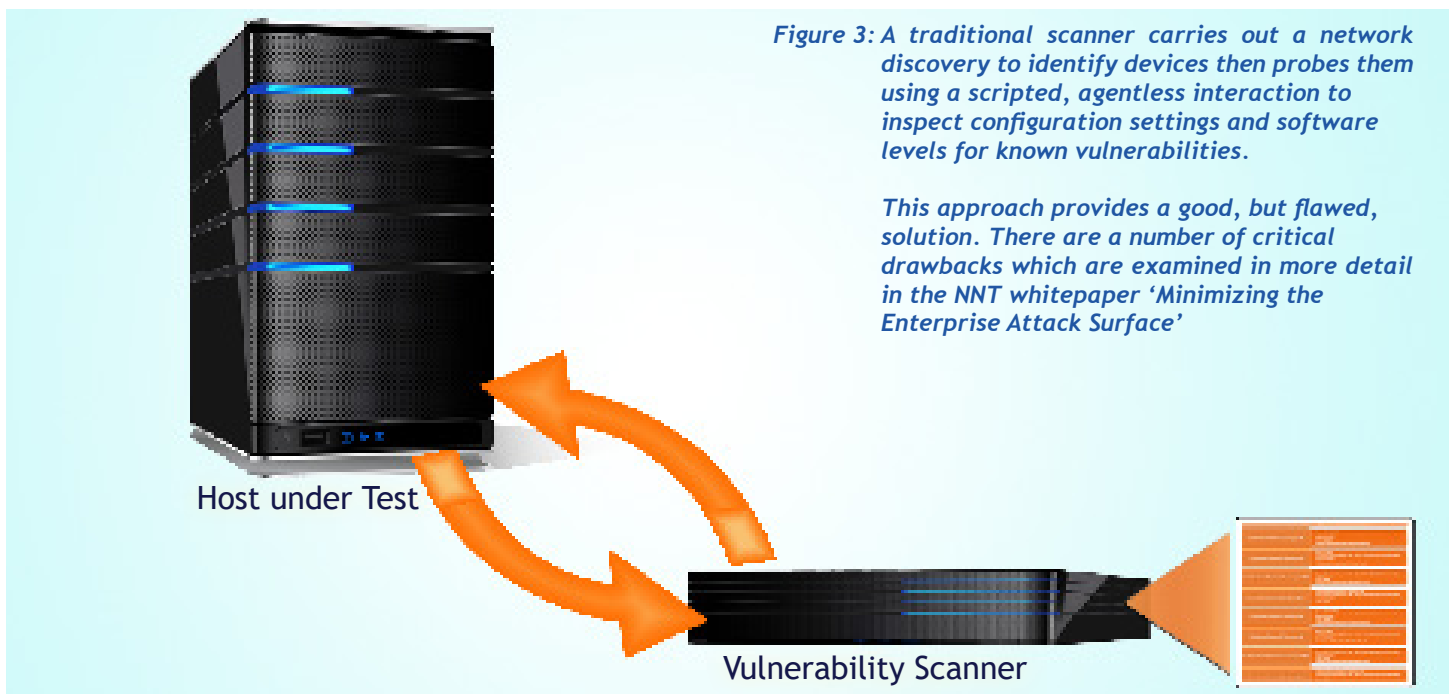 Figure 3: A traditional scanner carries out a network
discovery to identify devices then probes them
using a scripted, agentless interaction to
inspect configuration settings and software
levels for known vulnerabilities.
This approach provides a good, but flawed,
solution. There are a number of critical
drawbacks which are examined in more detail
in the NNT whitepaper ‘Minimizing the
Enterprise Attack Surface’
Host under Test
Vulnerability Scanner